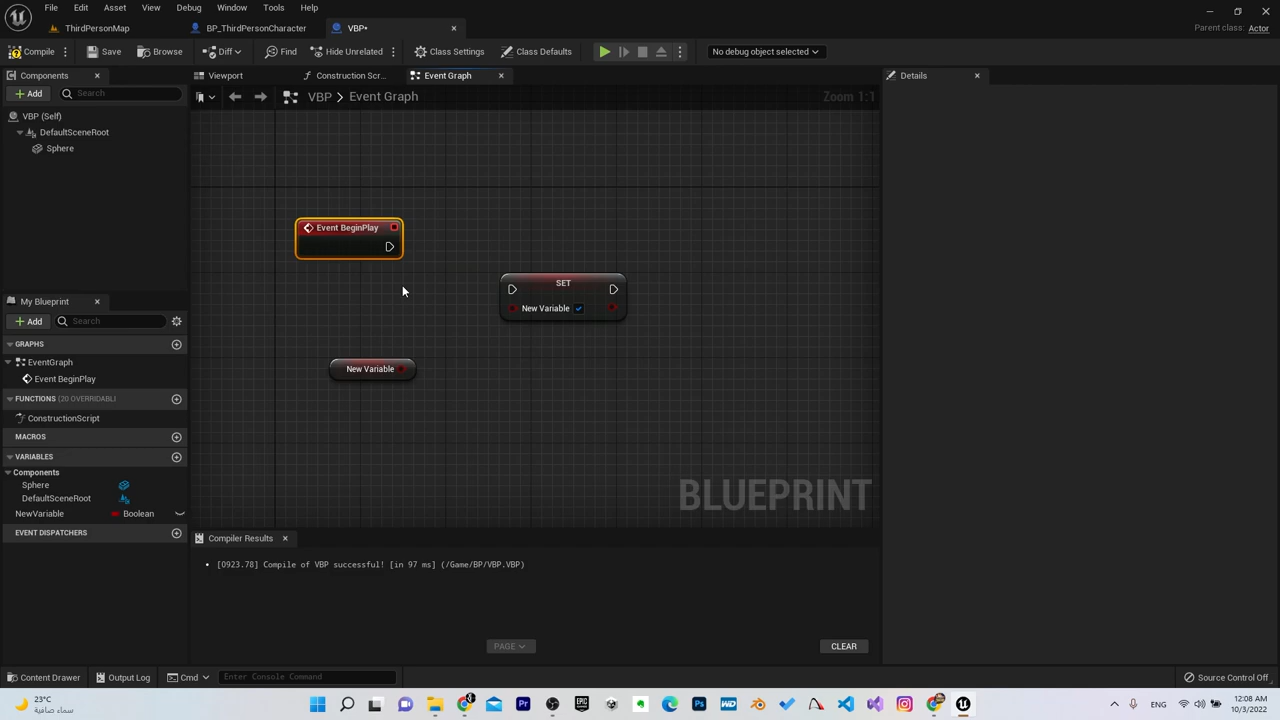 File Edit Asset View Debug Window Tools Help
ThirdPersonMap BP_ThirdPersonCharacter VBP•
Parent class: Actor
Compile Save Browse Diff Find Hide Unrelated Class Settings Class Defaults No debug object selected
Components
Add Search
VBP (Self)
DefaultSceneRoot
Sphere
Viewport Construction Scr... Event Graph
VBP > Event Graph
Zoom 1:1
Event BeginPlay
SET
New Variable
New Variable
BLUEPRINT
Details
My Blueprint
Add Search
GRAPHS
EventGraph
Event BeginPlay
FUNCTIONS (20 OVERRIDABLI
ConstructionScript
MACROS
VARIABLES
Components
Sphere
DefaultSceneRoot
NewVariable Boolean
EVENT DISPATCHERS
Compiler Results
• [0923.78] Compile of VBP successful! [in 97 ms] (/Game/BP/VBP.VBP)
PAGE
CLEAR
Content Drawer Output Log Cmd Enter Console Command
Source Control Off
23°C
سماء صافية
ENG
12:08 AM
10/3/2022